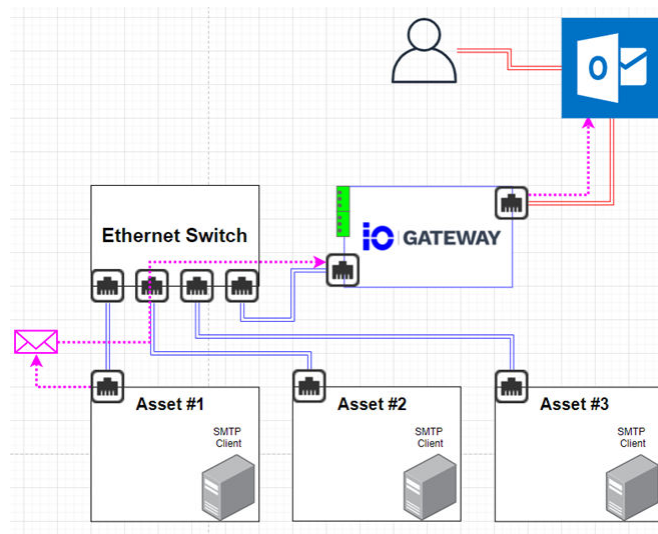 O
Ethernet Switch
iO GATEWAY
Asset #1
Asset #2
Asset #3
SMTP
Client
SMTP
Client
SMTP
Client